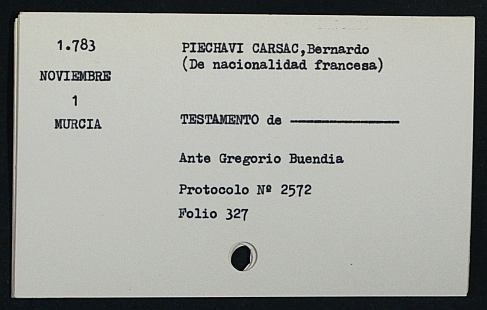 1.783
NOVIEMBRE
1
MURCIA
PIECHAVI CARSAC,Bernardo
(De nacionalidad francesa)
TESTAMENTO de ——————
Ante Gregorio Buendia
Protocolo Nº 2572
Folio 327